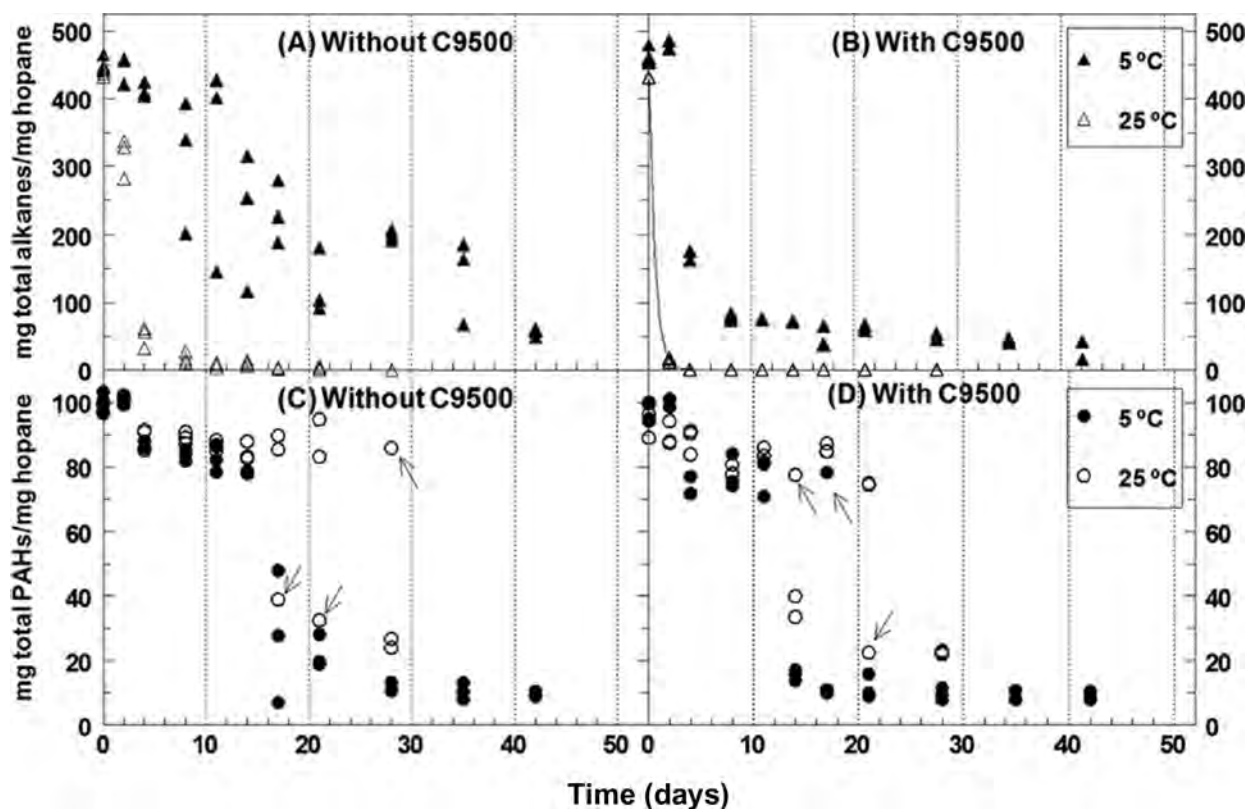 (A) Without C9500
(B) With C9500
5 ºC
25 ºC
mg total alkanes/mg hopane
500
400
300
200
100
0
500
400
300
200
100
0
(C) Without C9500
(D) With C9500
5 ºC
25 ºC
mg total PAHs/mg hopane
100
80
60
40
20
0
100
80
60
40
20
0
0 10 20 30 40 50 0 10 20 30 40 50
Time (days)